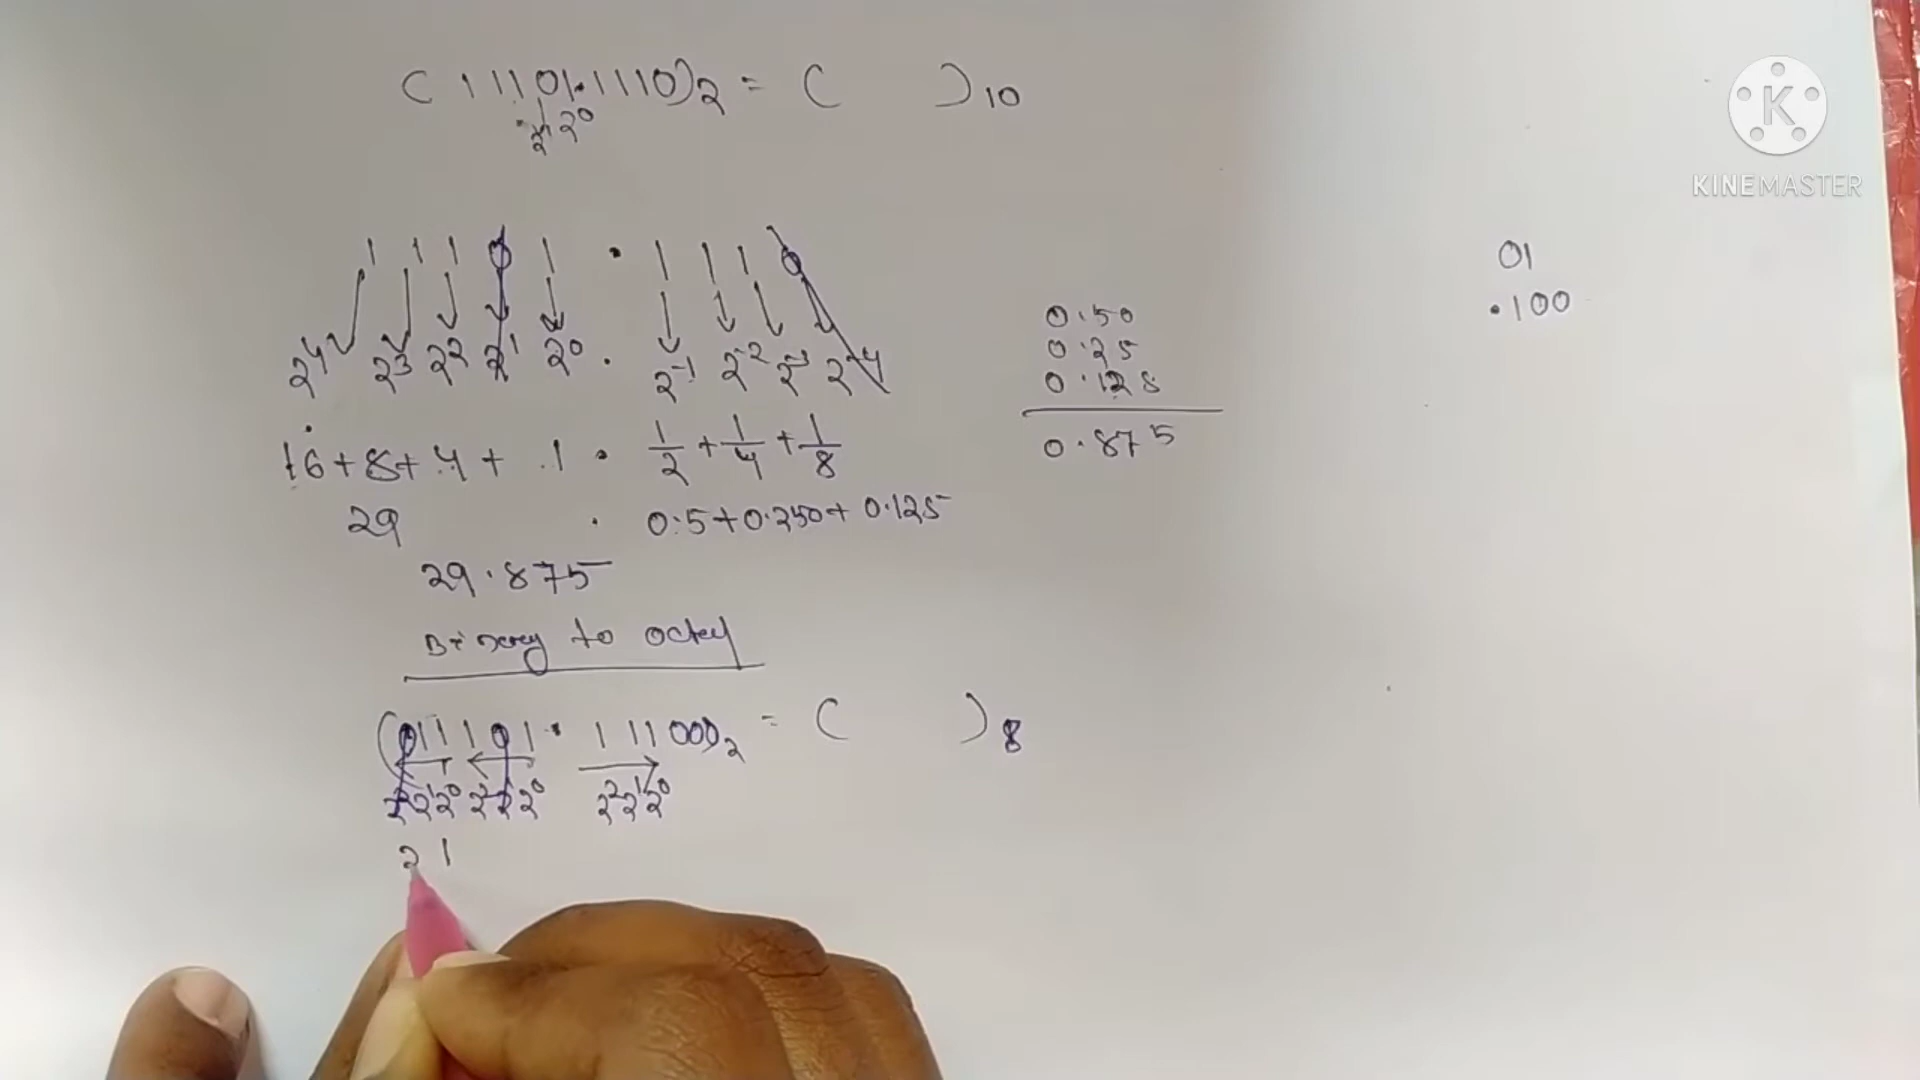 (11101.1110)2 = ( )10
2^1 2^0
1 1 1 0 1 . 1 1 1 0
2^4 2^3 2^2 2^1 2^0 . 2^-1 2^-2 2^-3 2^-4
16+8+4+ 1 . 1/2 + 1/4 + 1/8
29 . 0.5+0.250+0.125
29.875
0.50
0.25
0.125
0.875
01
.100
Binary to octal
(011101.111000)2 = ( )8
2^2 2^1 2^0 2^2 2^1 2^0 2^2 2^1 2^0
2 1
K
KINEMASTER